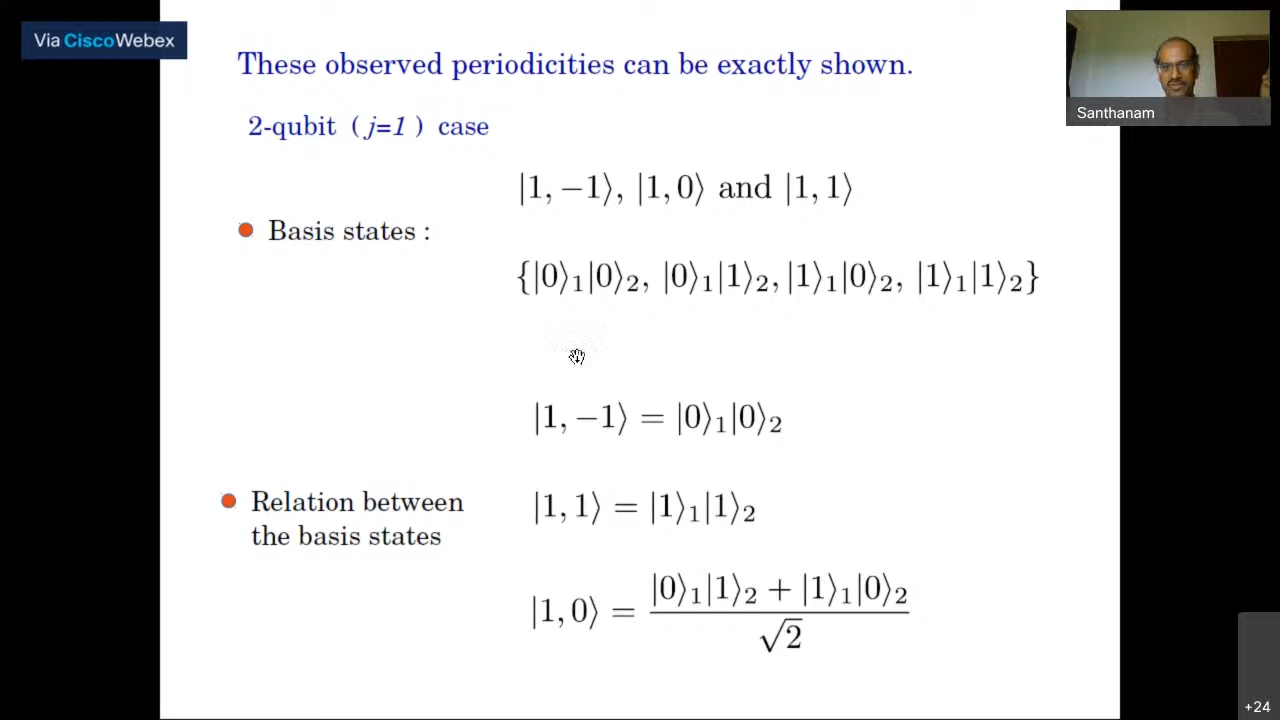 Via CiscoWebex
These observed periodicities can be exactly shown.
Santhanam
2-qubit ( j=1 ) case
|1, −1⟩, |1, 0⟩ and |1, 1⟩
Basis states :
{|0⟩₁|0⟩₂, |0⟩₁|1⟩₂, |1⟩₁|0⟩₂, |1⟩₁|1⟩₂}
|1, −1⟩ = |0⟩₁|0⟩₂
Relation between
the basis states
|1, 1⟩ = |1⟩₁|1⟩₂
|1, 0⟩ = |0⟩₁|1⟩₂ + |1⟩₁|0⟩₂
√2
+24